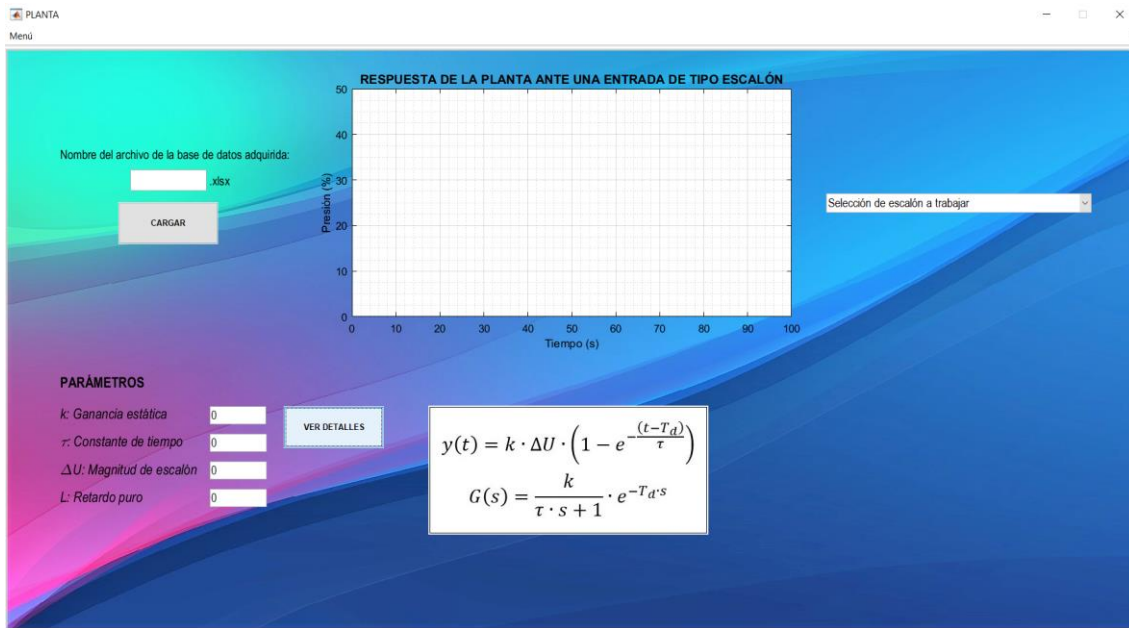 PLANTA
Menú
RESPUESTA DE LA PLANTA ANTE UNA ENTRADA DE TIPO ESCALÓN
50
40
30
20
10
0
Presión (%)
0 10 20 30 40 50 60 70 80 90 100
Tiempo (s)
Nombre del archivo de la base de datos adquirida:
.xlsx
CARGAR
Selección de escalón a trabajar
PARÁMETROS
k: Ganancia estática 0
τ: Constante de tiempo 0
ΔU: Magnitud de escalón 0
L: Retardo puro 0
VER DETALLES
y(t) = k · ΔU · (1 − e^{−(t−T_d)/τ})
G(s) = k / (τ · s + 1) · e^{−T_d·s}